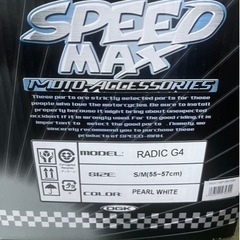 SPEED
MAX
MOTO-ACCESSORIES
These parts are strictly selected parts for those
people who love the motorcycles. Be sure to install
properly because we might bring about unexpected
accident if it is wrongly used. For the good riding, it is
important to select the good parts. Namely we
sincerely recommend you to purchase these
products of SPEED-MAX.
MODEL: RADIC G4
SIZE: S/M(55~57cm)
COLOR: PEARL WHITE
OGK